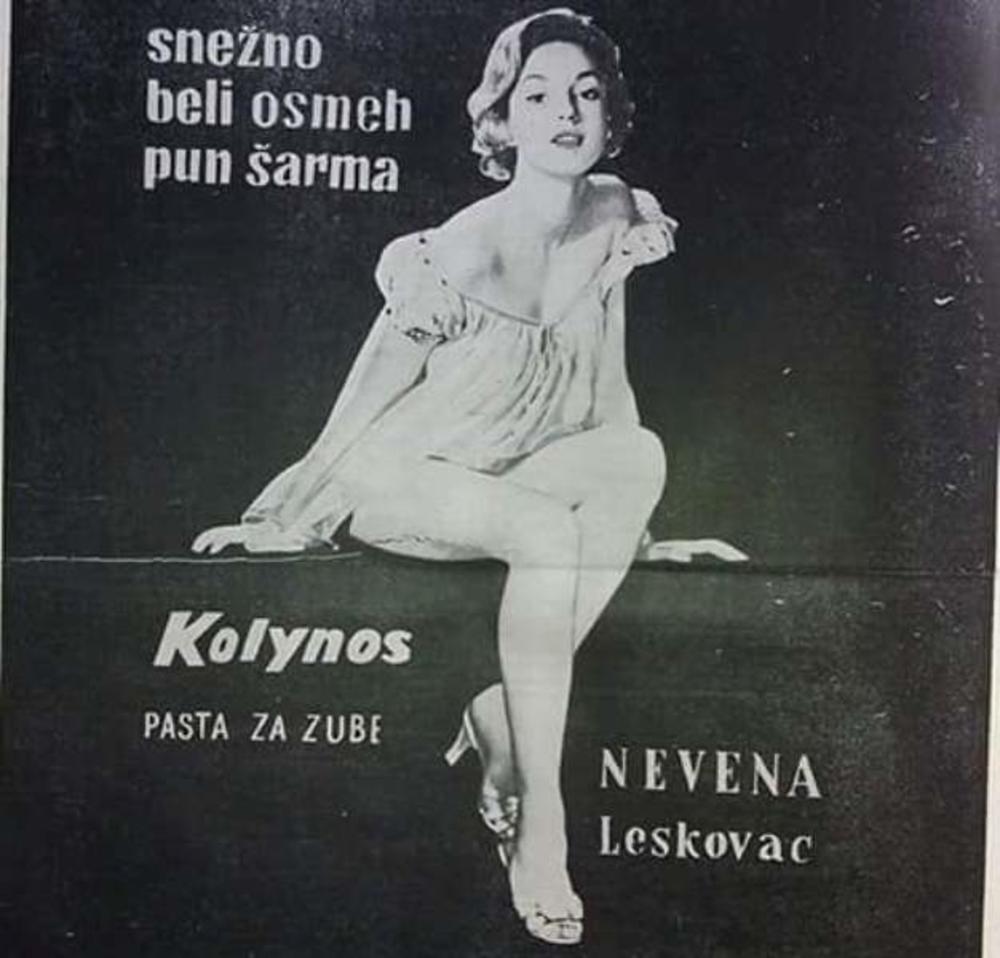 snežno
beli osmeh
pun šarma
Kolynos
PASTA ZA ZUBE
NEVENA
Leskovac